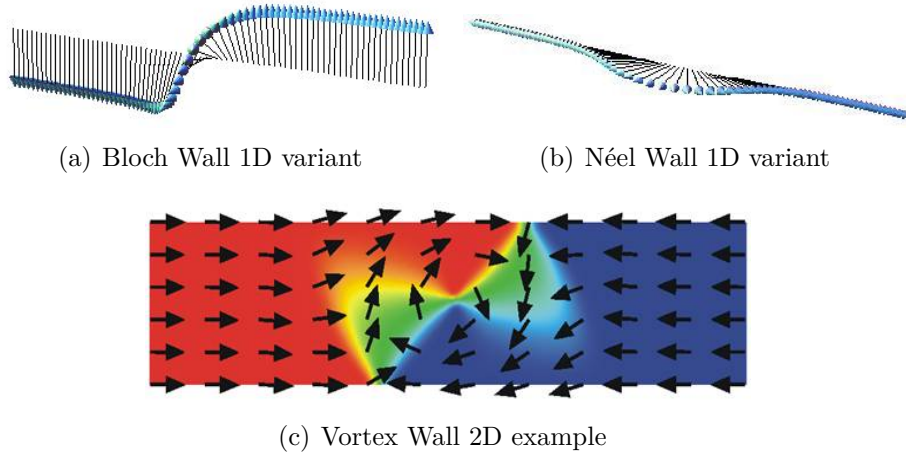 (a) Bloch Wall 1D variant
(b) Néel Wall 1D variant
(c) Vortex Wall 2D example